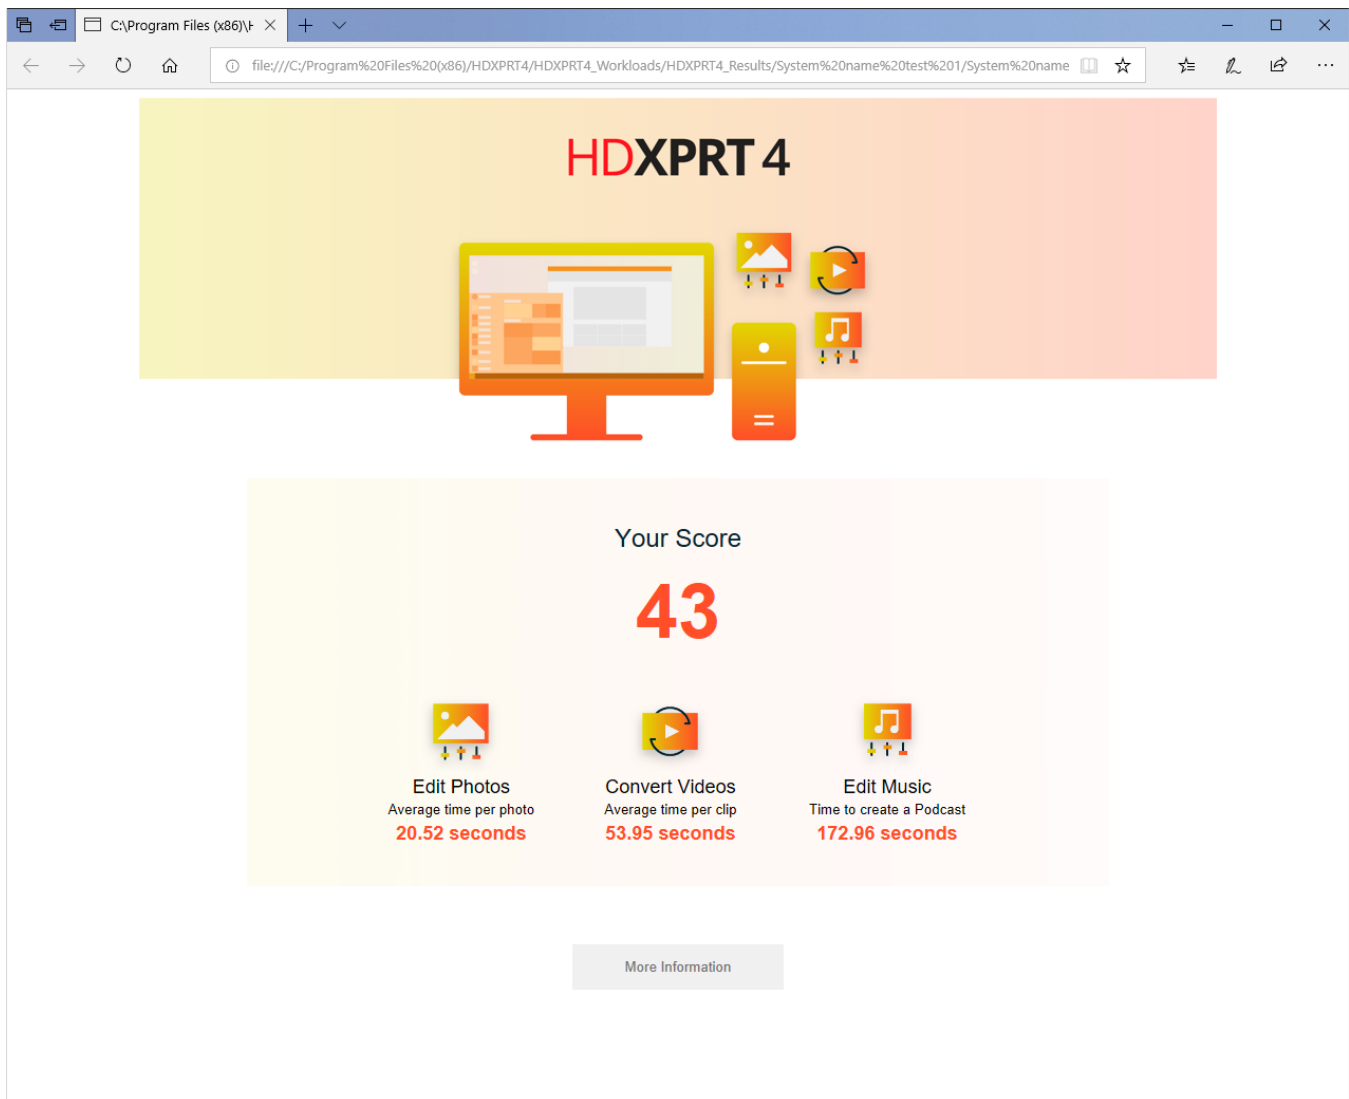 C:\Program Files (x86)\H
file:///C:/Program%20Files%20(x86)/HDXPRT4/HDXPRT4_Workloads/HDXPRT4_Results/System%20name%20test%201/System%20name
HDXPRT 4
Your Score
43
Edit Photos
Average time per photo
20.52 seconds
Convert Videos
Average time per clip
53.95 seconds
Edit Music
Time to create a Podcast
172.96 seconds
More Information